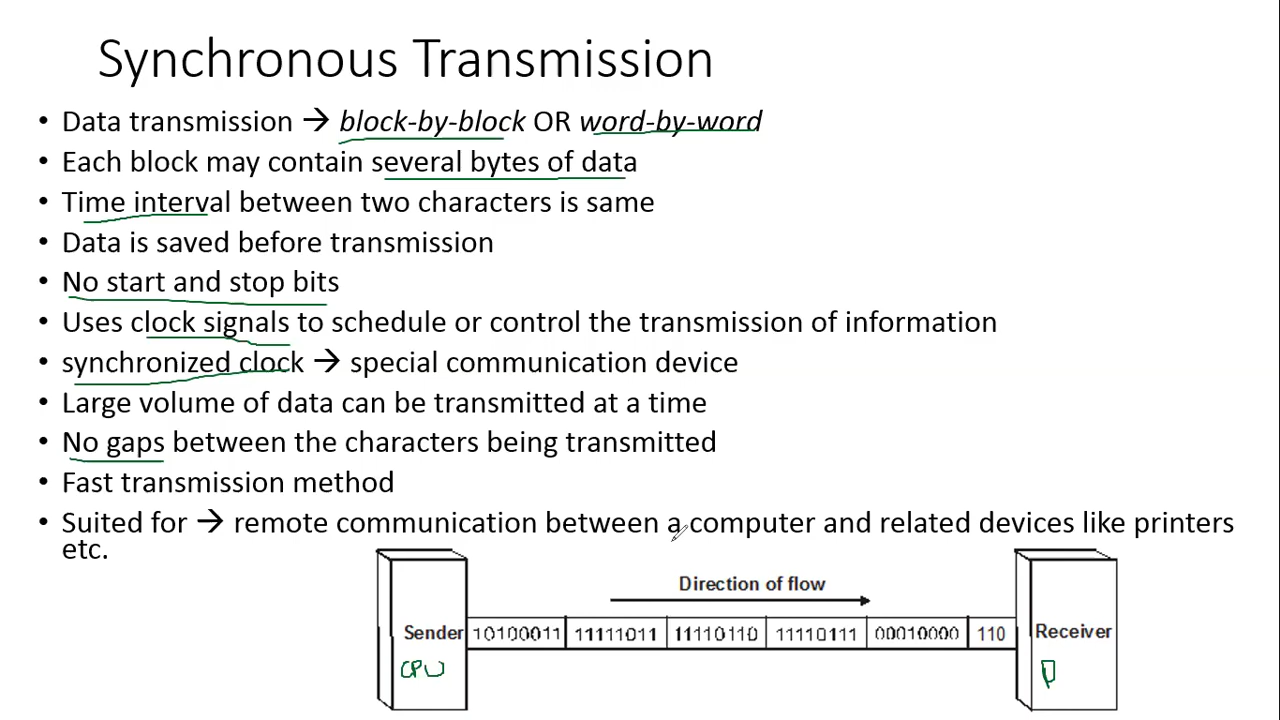 Synchronous Transmission
• Data transmission → block-by-block OR word-by-word
• Each block may contain several bytes of data
• Time interval between two characters is same
• Data is saved before transmission
• No start and stop bits
• Uses clock signals to schedule or control the transmission of information
• synchronized clock → special communication device
• Large volume of data can be transmitted at a time
• No gaps between the characters being transmitted
• Fast transmission method
• Suited for → remote communication between a computer and related devices like printers
etc.
Direction of flow
Sender 10100011 11111011 11110110 11110111 00010000 110 Receiver
CPU P